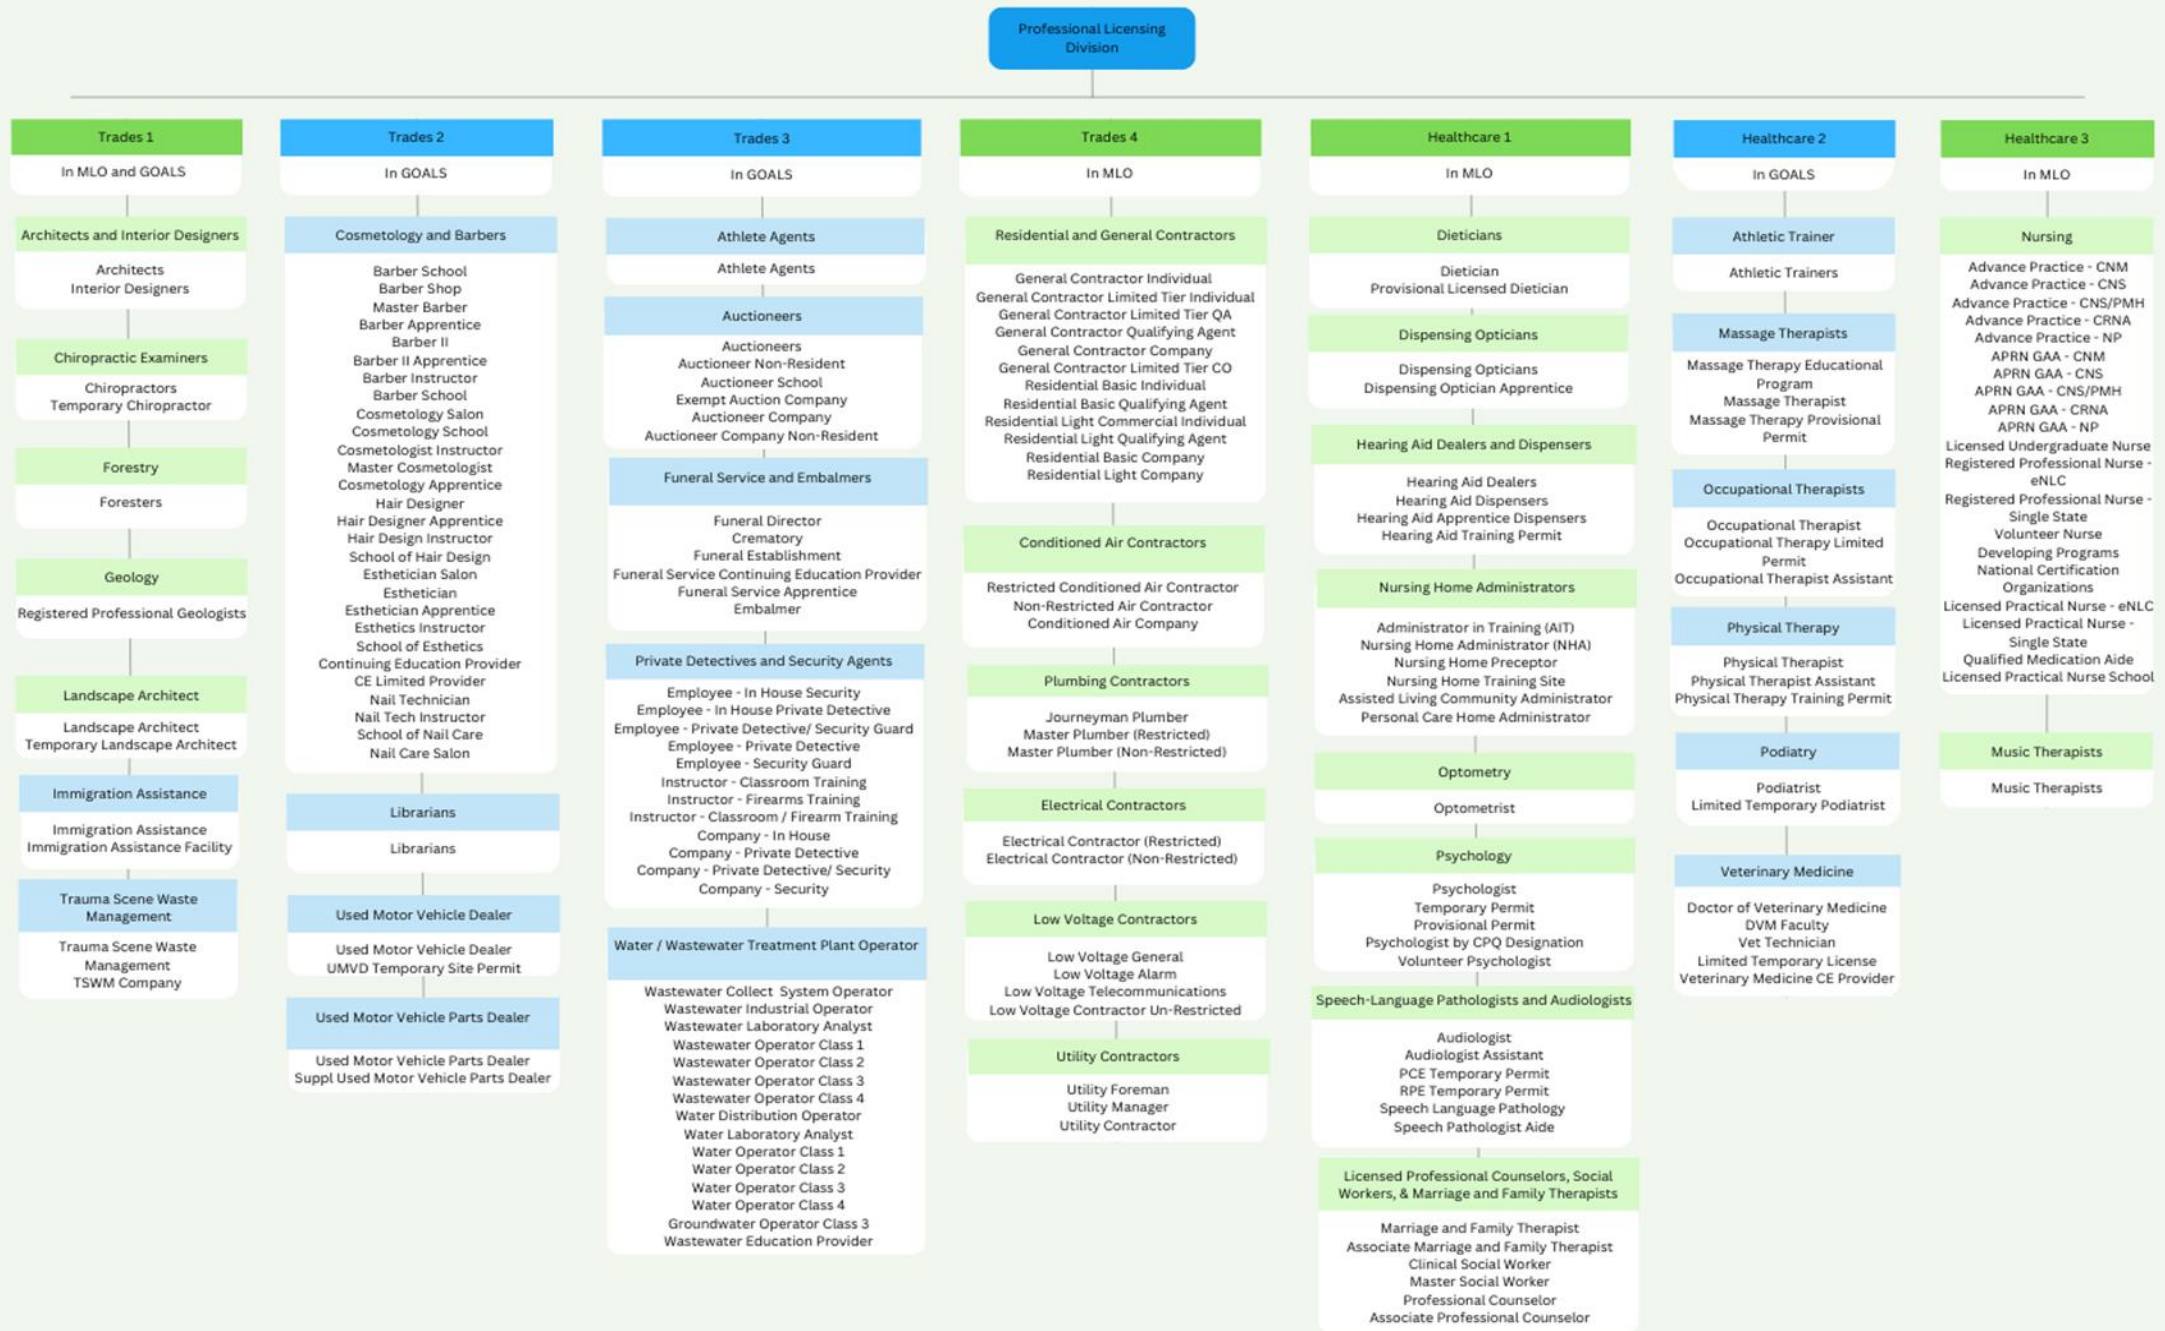 Professional Licensing
Division
Trades 1
In MLO and GOALS
Architects and Interior Designers
Architects
Interior Designers
Chiropractic Examiners
Chiropractors
Temporary Chiropractor
Forestry
Foresters
Geology
Registered Professional Geologists
Landscape Architect
Landscape Architect
Temporary Landscape Architect
Immigration Assistance
Immigration Assistance
Immigration Assistance Facility
Trauma Scene Waste
Management
Trauma Scene Waste
Management
TSWM Company
Trades 2
In GOALS
Cosmetology and Barbers
Barber School
Barber Shop
Master Barber
Barber Apprentice
Barber II
Barber II Apprentice
Barber Instructor
Barber School
Cosmetology Salon
Cosmetology School
Cosmetologist Instructor
Master Cosmetologist
Cosmetology Apprentice
Hair Designer
Hair Designer Apprentice
Hair Design Instructor
School of Hair Design
Esthetician Salon
Esthetician
Esthetician Apprentice
Esthetics Instructor
School of Esthetics
Continuing Education Provider
CE Limited Provider
Nail Technician
Nail Tech Instructor
School of Nail Care
Nail Care Salon
Librarians
Librarians
Used Motor Vehicle Dealer
Used Motor Vehicle Dealer
UMVD Temporary Site Permit
Used Motor Vehicle Parts Dealer
Used Motor Vehicle Parts Dealer
Suppl Used Motor Vehicle Parts Dealer
Trades 3
In GOALS
Athlete Agents
Athlete Agents
Auctioneers
Auctioneers
Auctioneer Non-Resident
Auctioneer School
Exempt Auction Company
Auctioneer Company
Auctioneer Company Non-Resident
Funeral Service and Embalmers
Funeral Director
Crematory
Funeral Establishment
Funeral Service Continuing Education Provider
Funeral Service Apprentice
Embalmer
Private Detectives and Security Agents
Employee - In House Security
Employee - In House Private Detective
Employee - Private Detective/ Security Guard
Employee - Private Detective
Employee - Security Guard
Instructor - Classroom Training
Instructor - Firearms Training
Instructor - Classroom / Firearm Training
Company - In House
Company - Private Detective
Company - Private Detective/ Security
Company - Security
Water / Wastewater Treatment Plant Operator
Wastewater Collect System Operator
Wastewater Industrial Operator
Wastewater Laboratory Analyst
Wastewater Operator Class 1
Wastewater Operator Class 2
Wastewater Operator Class 3
Wastewater Operator Class 4
Water Distribution Operator
Water Laboratory Analyst
Water Operator Class 1
Water Operator Class 2
Water Operator Class 3
Water Operator Class 4
Groundwater Operator Class 3
Wastewater Education Provider
Trades 4
In MLO
Residential and General Contractors
General Contractor Individual
General Contractor Limited Tier Individual
General Contractor Limited Tier QA
General Contractor Qualifying Agent
General Contractor Company
General Contractor Limited Tier CO
Residential Basic Individual
Residential Basic Qualifying Agent
Residential Light Commercial Individual
Residential Light Qualifying Agent
Residential Basic Company
Residential Light Company
Conditioned Air Contractors
Restricted Conditioned Air Contractor
Non-Restricted Air Contractor
Conditioned Air Company
Plumbing Contractors
Journeyman Plumber
Master Plumber (Restricted)
Master Plumber (Non-Restricted)
Electrical Contractors
Electrical Contractor (Restricted)
Electrical Contractor (Non-Restricted)
Low Voltage Contractors
Low Voltage General
Low Voltage Alarm
Low Voltage Telecommunications
Low Voltage Contractor Un-Restricted
Utility Contractors
Utility Foreman
Utility Manager
Utility Contractor
Healthcare 1
In MLO
Dieticians
Dietician
Provisional Licensed Dietician
Dispensing Opticians
Dispensing Opticians
Dispensing Optician Apprentice
Hearing Aid Dealers and Dispensers
Hearing Aid Dealers
Hearing Aid Dispensers
Hearing Aid Apprentice Dispensers
Hearing Aid Training Permit
Nursing Home Administrators
Administrator in Training (AIT)
Nursing Home Administrator (NHA)
Nursing Home Preceptor
Nursing Home Training Site
Assisted Living Community Administrator
Personal Care Home Administrator
Optometry
Optometrist
Psychology
Psychologist
Temporary Permit
Provisional Permit
Psychologist by CPQ Designation
Volunteer Psychologist
Speech-Language Pathologists and Audiologists
Audiologist
Audiologist Assistant
PCE Temporary Permit
RPE Temporary Permit
Speech Language Pathology
Speech Pathologist Aide
Licensed Professional Counselors, Social
Workers, & Marriage and Family Therapists
Marriage and Family Therapist
Associate Marriage and Family Therapist
Clinical Social Worker
Master Social Worker
Professional Counselor
Associate Professional Counselor
Healthcare 2
In GOALS
Athletic Trainer
Athletic Trainers
Massage Therapists
Massage Therapy Educational
Program
Massage Therapist
Massage Therapy Provisional
Permit
Occupational Therapists
Occupational Therapist
Occupational Therapy Limited
Permit
Occupational Therapist Assistant
Physical Therapy
Physical Therapist
Physical Therapist Assistant
Physical Therapy Training Permit
Podiatry
Podiatrist
Limited Temporary Podiatrist
Veterinary Medicine
Doctor of Veterinary Medicine
DVM Faculty
Vet Technician
Limited Temporary License
Veterinary Medicine CE Provider
Healthcare 3
In MLO
Nursing
Advance Practice - CNM
Advance Practice - CNS
Advance Practice - CNS/PMH
Advance Practice - CRNA
Advance Practice - NP
APRN GAA - CNM
APRN GAA - CNS
APRN GAA - CNS/PMH
APRN GAA - CRNA
APRN GAA - NP
Licensed Undergraduate Nurse
Registered Professional Nurse -
eNLC
Registered Professional Nurse -
Single State
Volunteer Nurse
Developing Programs
National Certification
Organizations
Licensed Practical Nurse - eNLC
Licensed Practical Nurse -
Single State
Qualified Medication Aide
Licensed Practical Nurse School
Music Therapists
Music Therapists